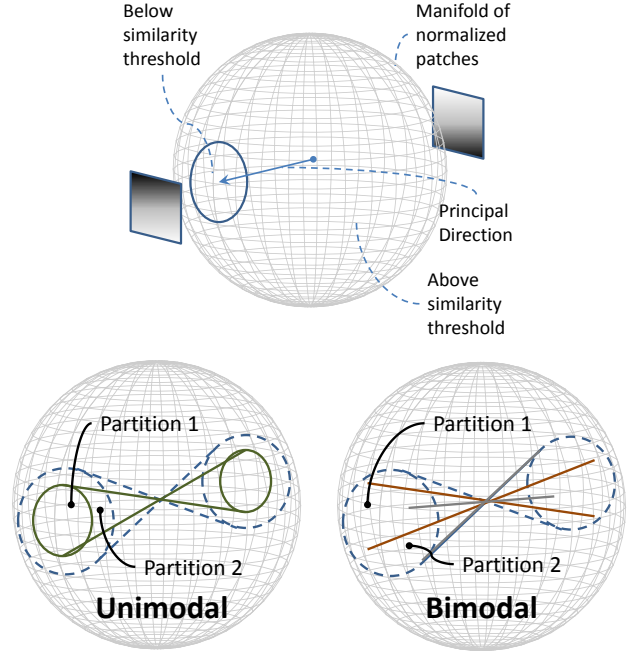 Below
similarity
threshold
Manifold of
normalized
patches
Principal
Direction
Above
similarity
threshold
Partition 1
Partition 2
Unimodal
Partition 1
Partition 2
Bimodal